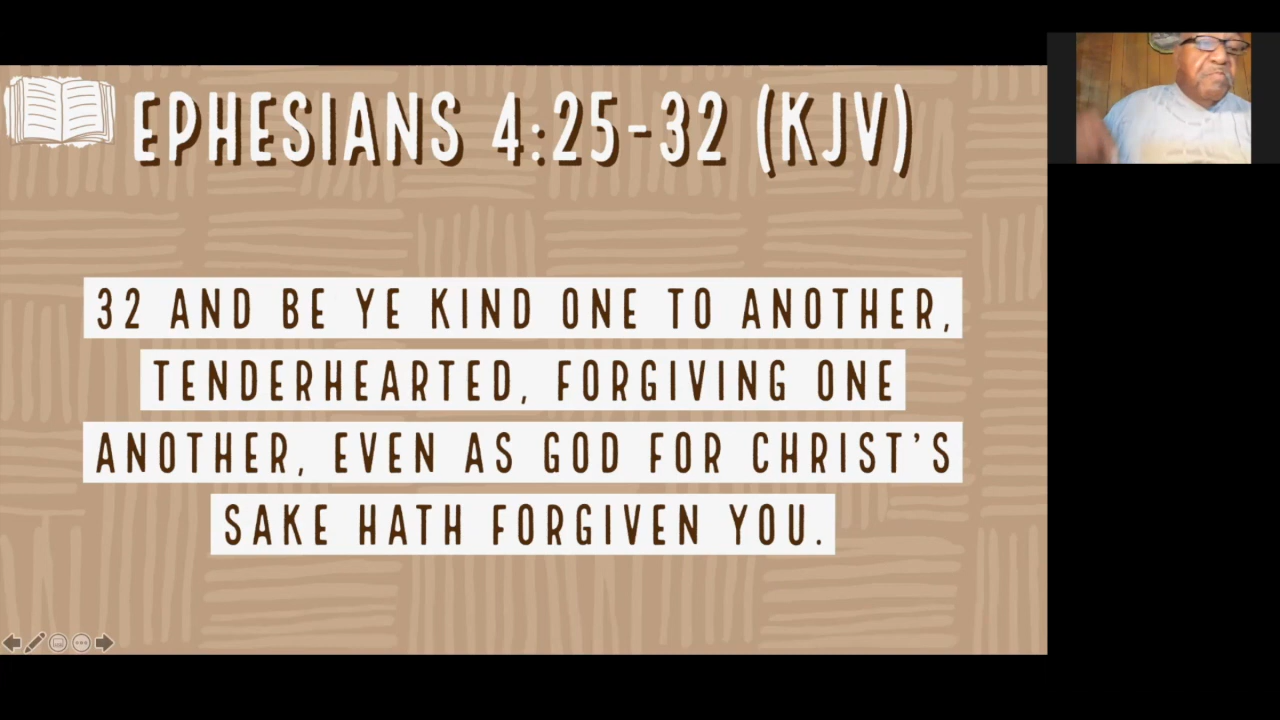 EPHESIANS 4:25-32 (KJV)
32 AND BE YE KIND ONE TO ANOTHER,
TENDERHEARTED, FORGIVING ONE
ANOTHER, EVEN AS GOD FOR CHRIST'S
SAKE HATH FORGIVEN YOU.